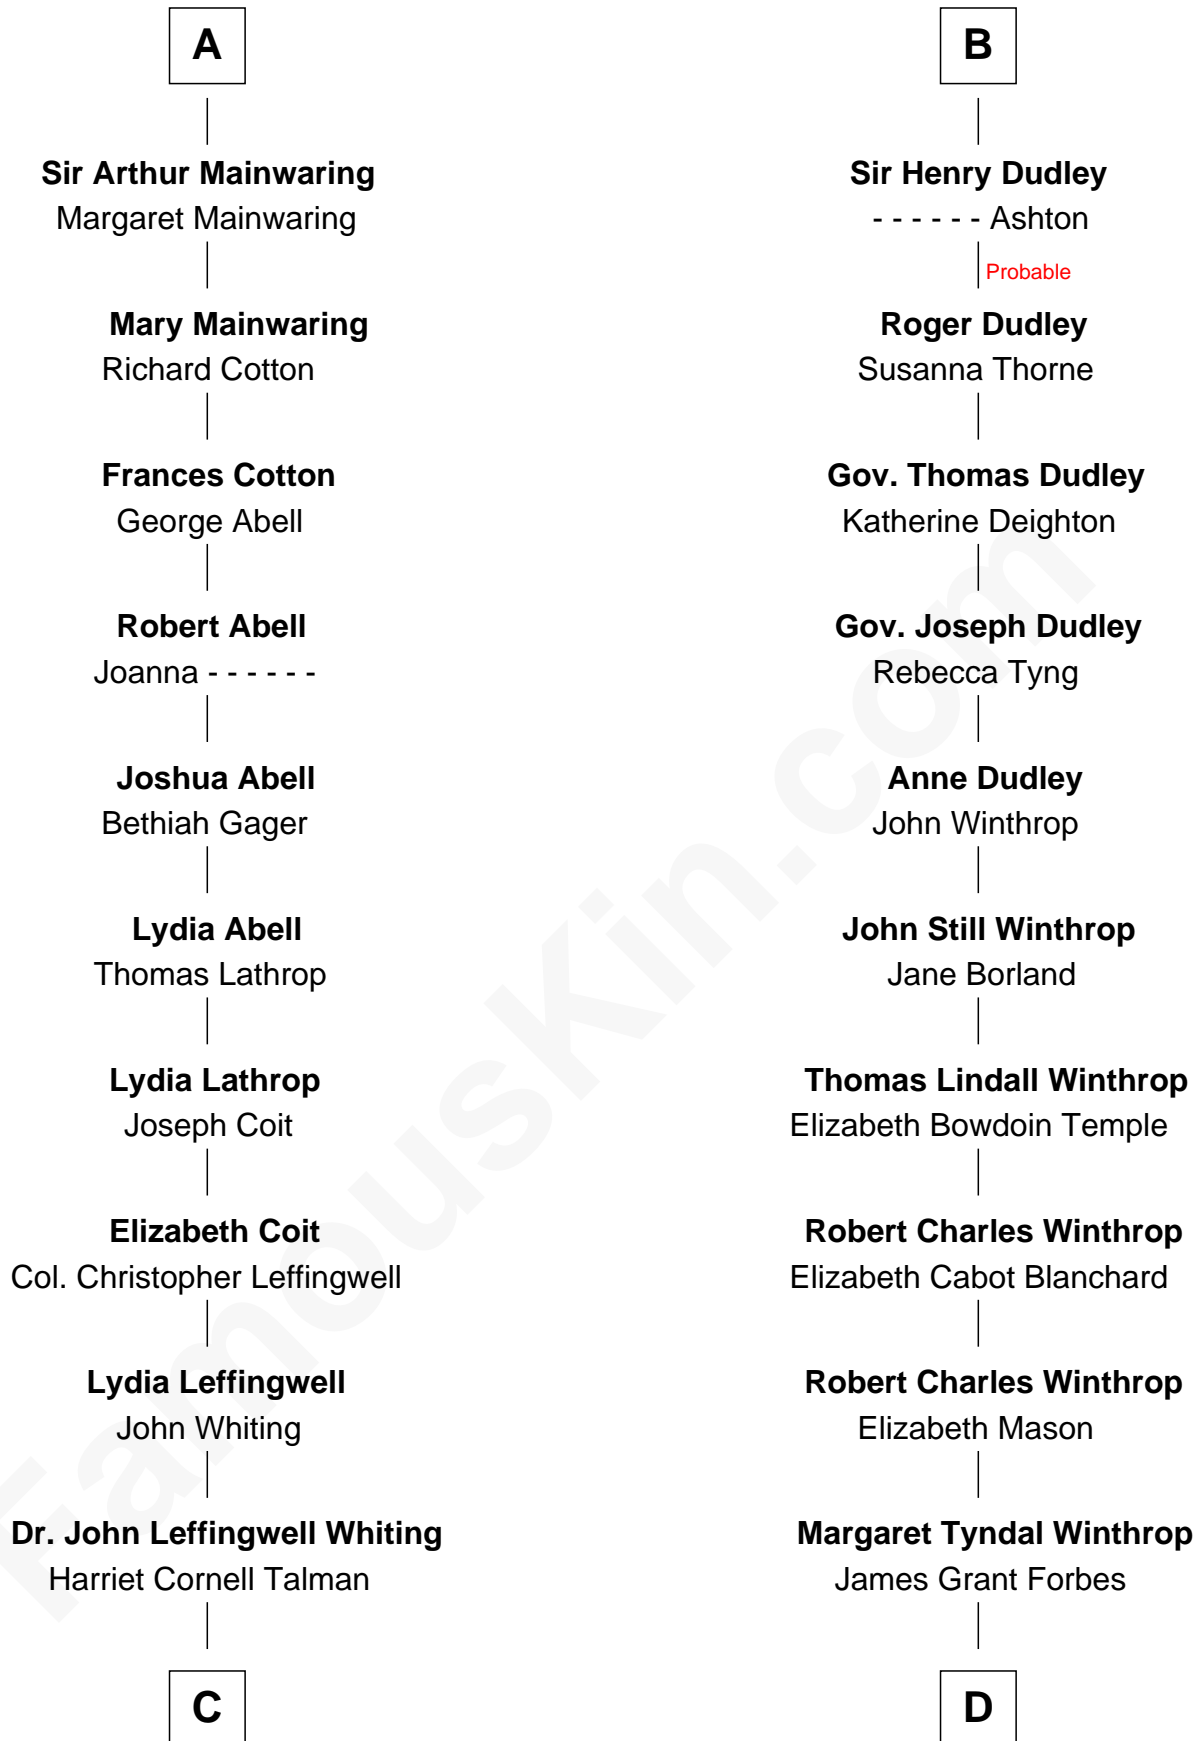 A
Sir Arthur Mainwaring
Margaret Mainwaring
Mary Mainwaring
Richard Cotton
Frances Cotton
George Abell
Robert Abell
Joanna - - - - - -
Joshua Abell
Bethiah Gager
Lydia Abell
Thomas Lathrop
Lydia Lathrop
Joseph Coit
Elizabeth Coit
Col. Christopher Leffingwell
Lydia Leffingwell
John Whiting
Dr. John Leffingwell Whiting
Harriet Cornell Talman
C
B
Sir Henry Dudley
- - - - - - Ashton
Probable
Roger Dudley
Susanna Thorne
Gov. Thomas Dudley
Katherine Deighton
Gov. Joseph Dudley
Rebecca Tyng
Anne Dudley
John Winthrop
John Still Winthrop
Jane Borland
Thomas Lindall Winthrop
Elizabeth Bowdoin Temple
Robert Charles Winthrop
Elizabeth Cabot Blanchard
Robert Charles Winthrop
Elizabeth Mason
Margaret Tyndal Winthrop
James Grant Forbes
D
FamousKin.com